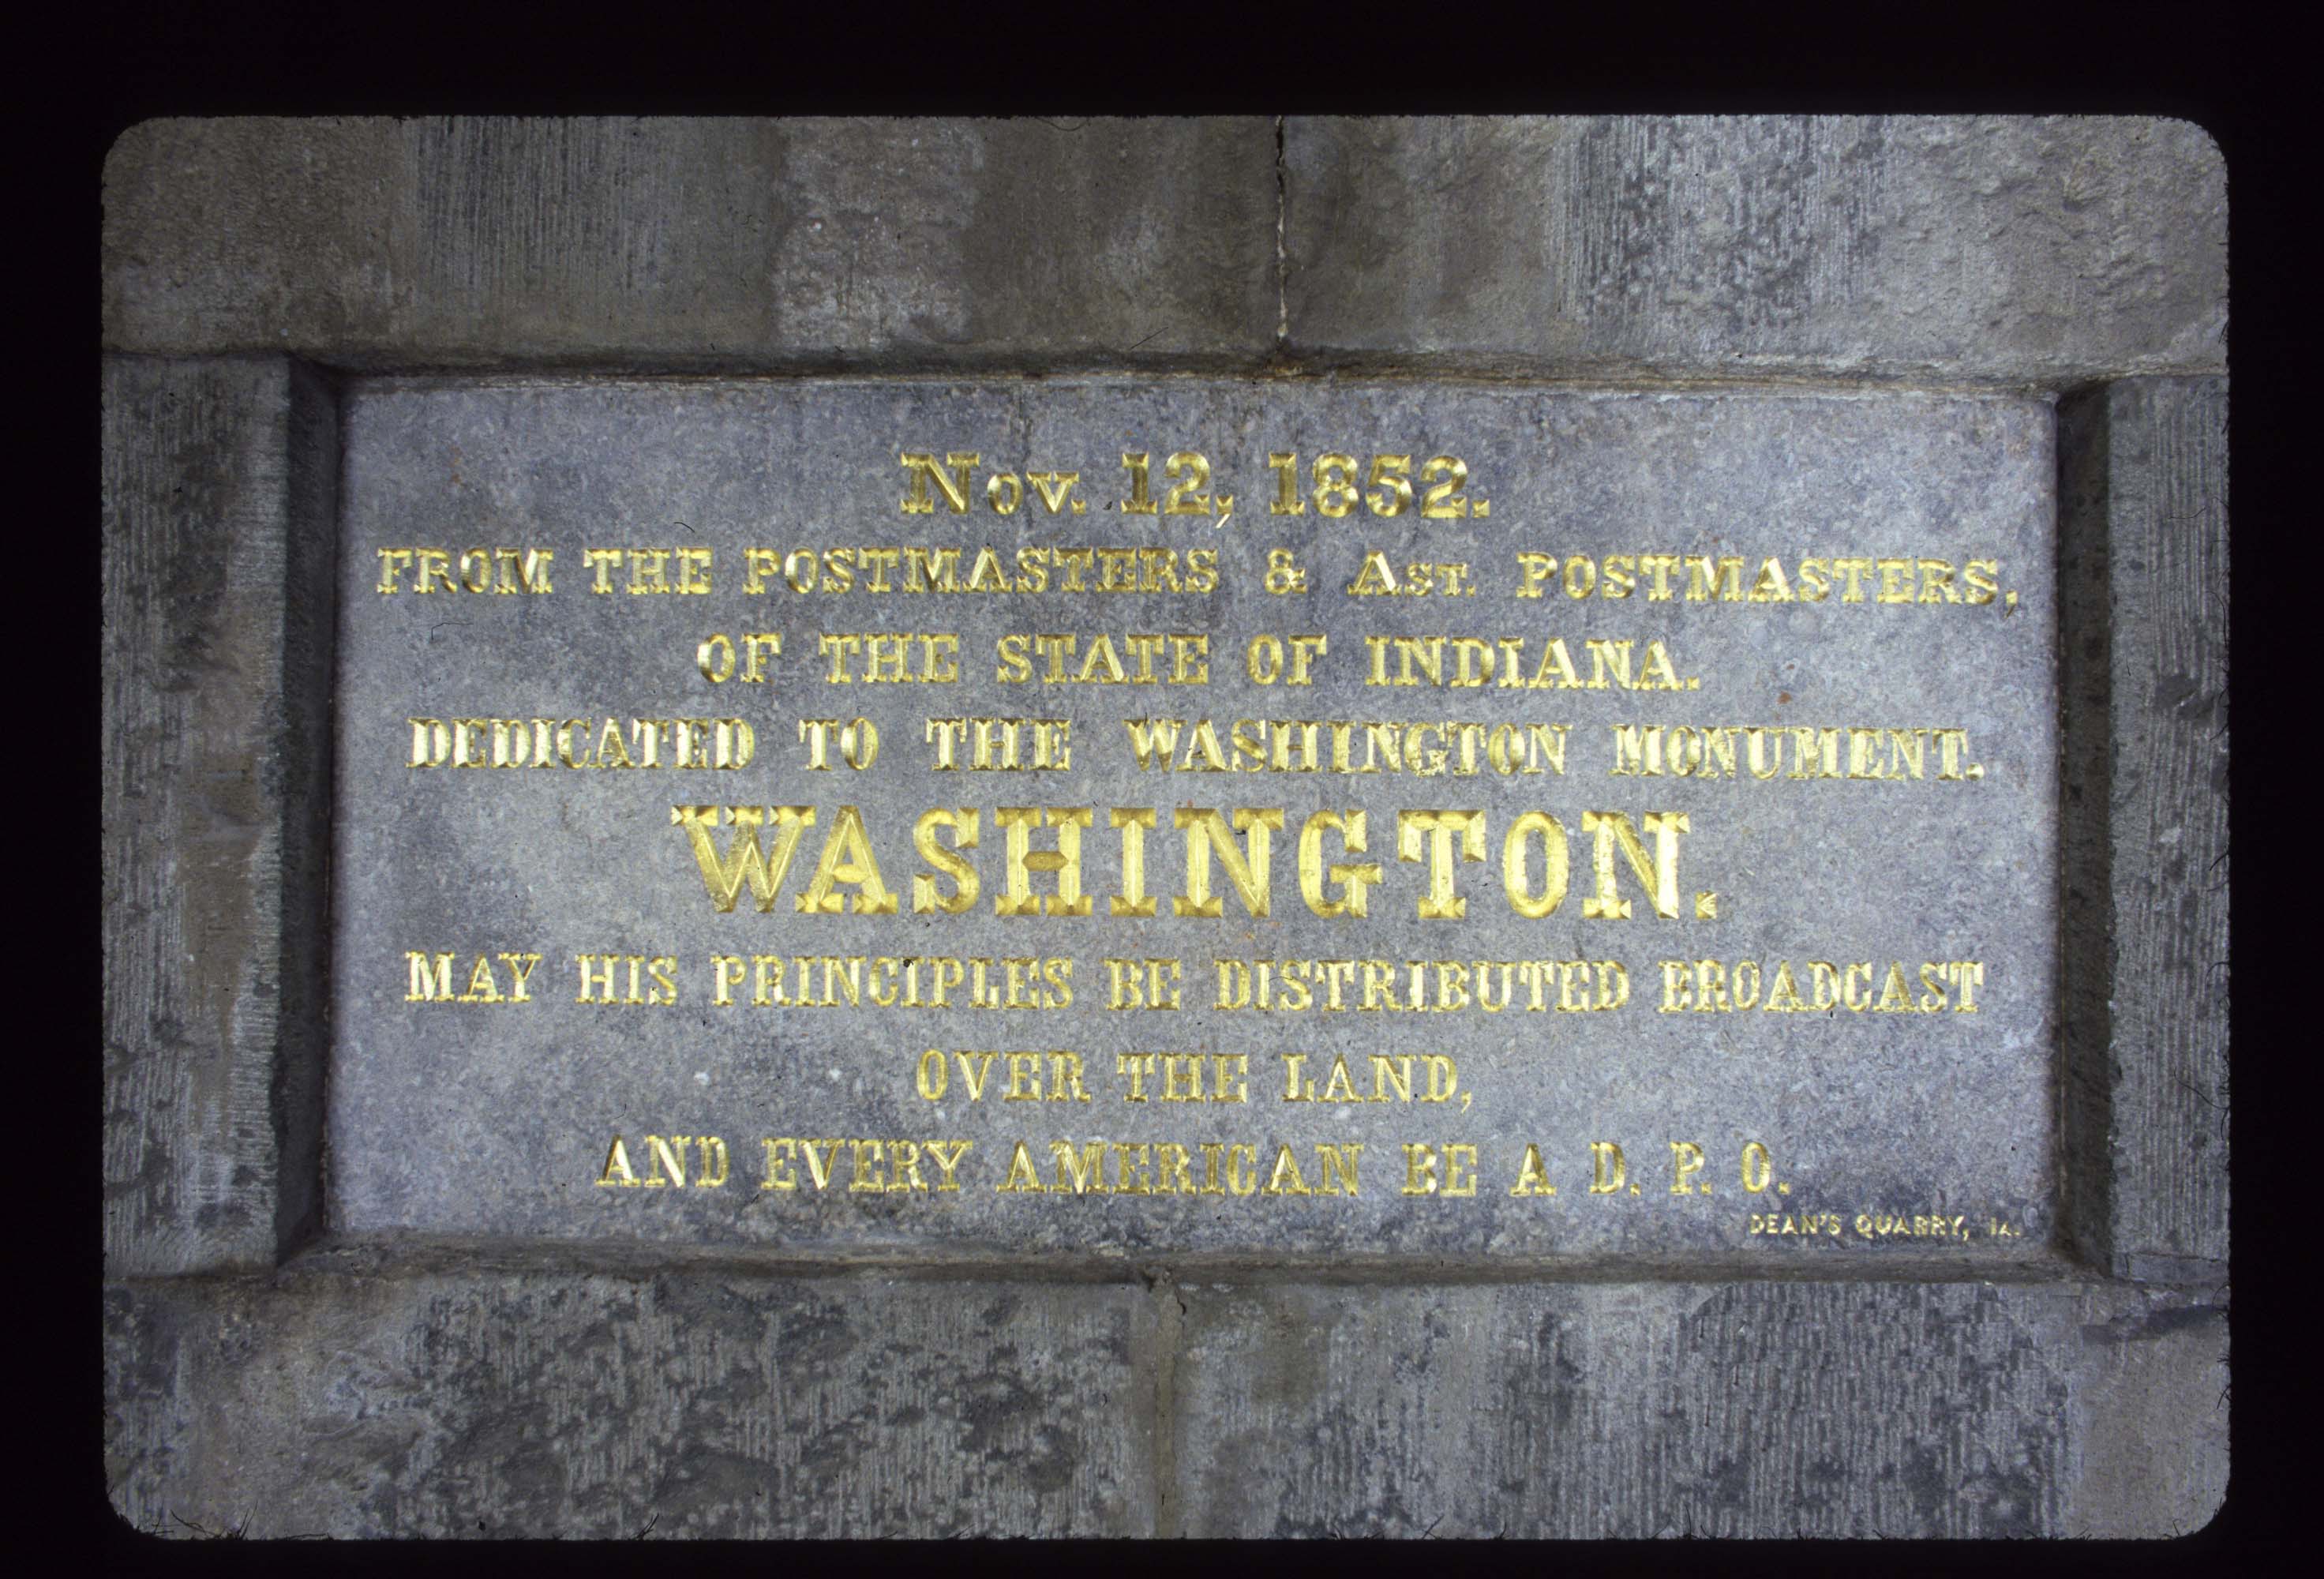 Nov. 12, 1852.
FROM THE POSTMASTERS & AST. POSTMASTERS,
OF THE STATE OF INDIANA.
DEDICATED TO THE WASHINGTON MONUMENT.
WASHINGTON.
MAY HIS PRINCIPLES BE DISTRIBUTED BROADCAST
OVER THE LAND,
AND EVERY AMERICAN BE A D. P. O.
DEAN'S QUARRY, IA.